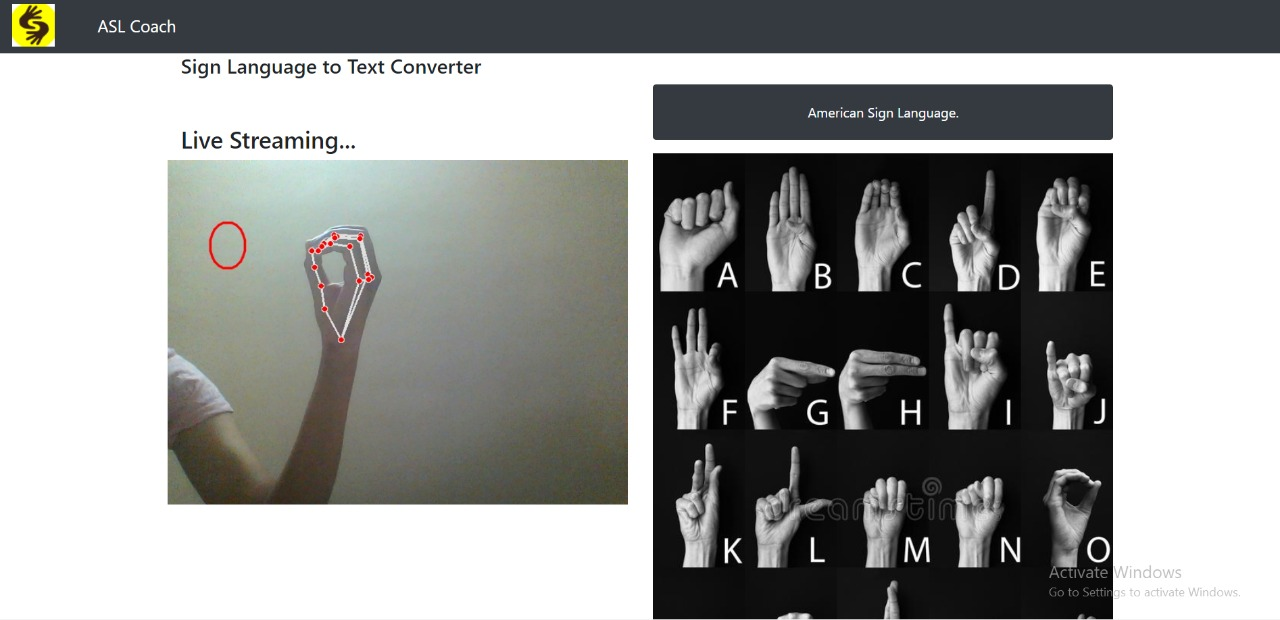 ASL Coach
Sign Language to Text Converter
American Sign Language.
Live Streaming...
O
A B C D E
F G H I J
K L M N O
Activate Windows
Go to Settings to activate Windows.